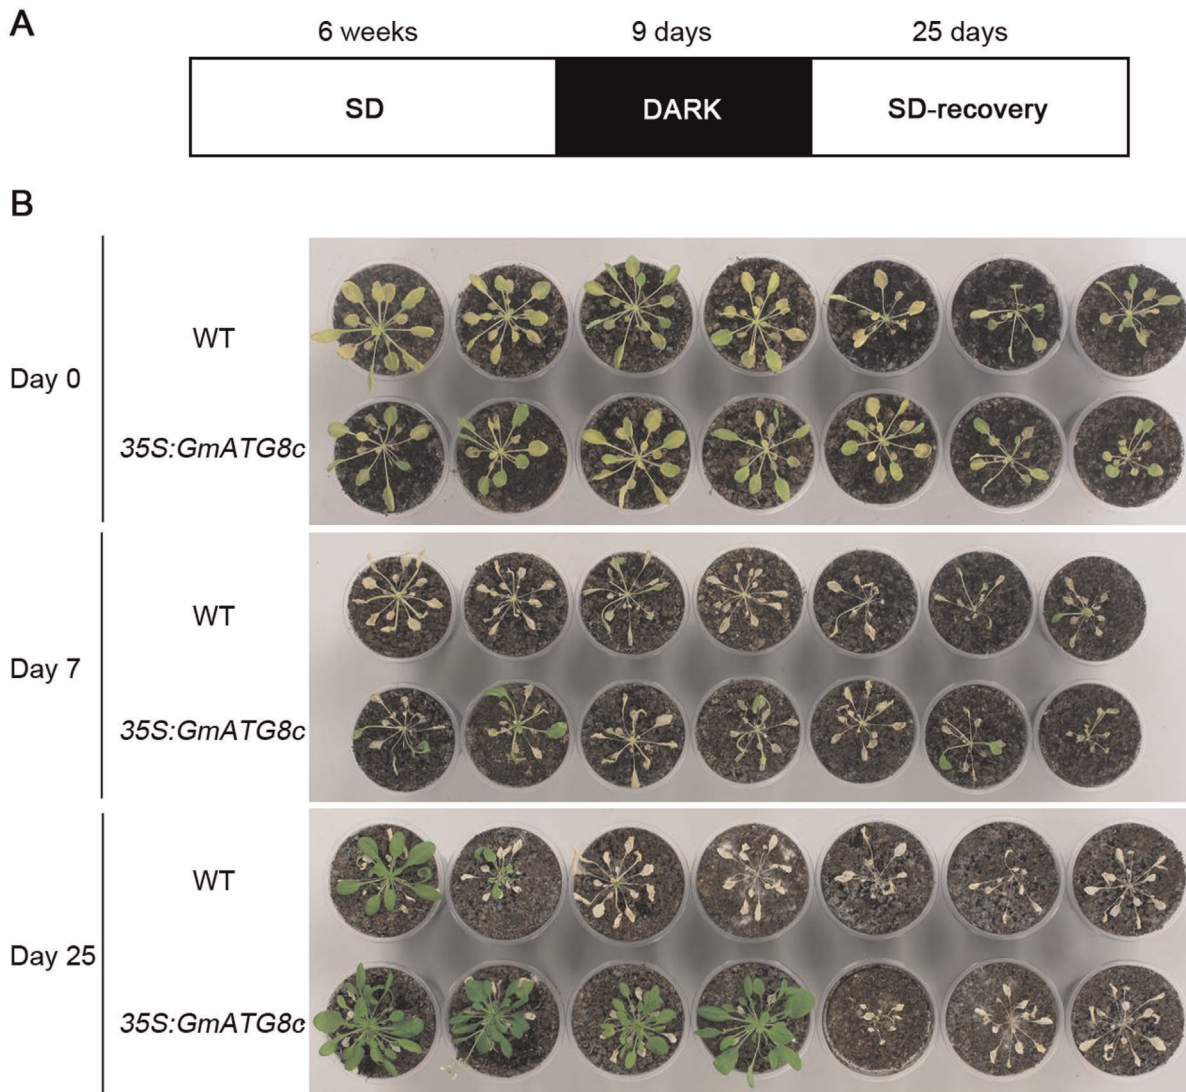 A
6 weeks 9 days 25 days
SD DARK SD-recovery
B
Day 0
WT
35S:GmATG8c
Day 7
WT
35S:GmATG8c
Day 25
WT
35S:GmATG8c